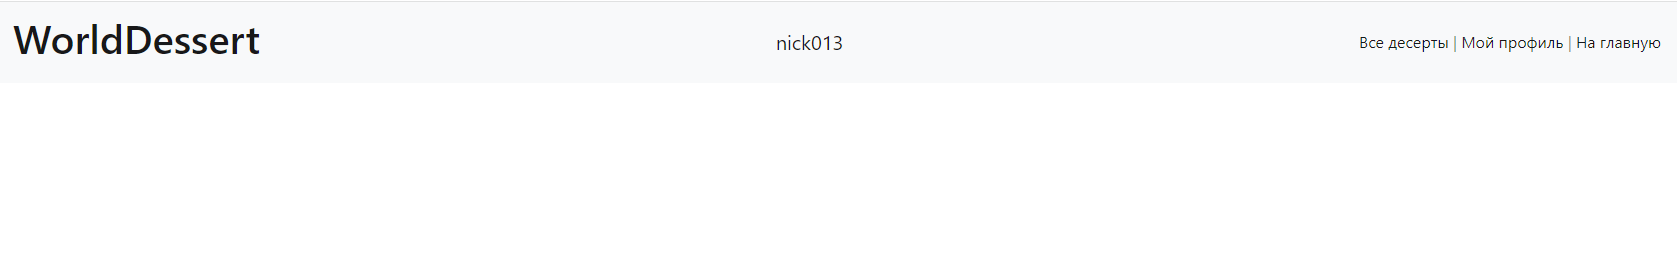 WorldDessert
nick013
Все десерты | Мой профиль | На главную